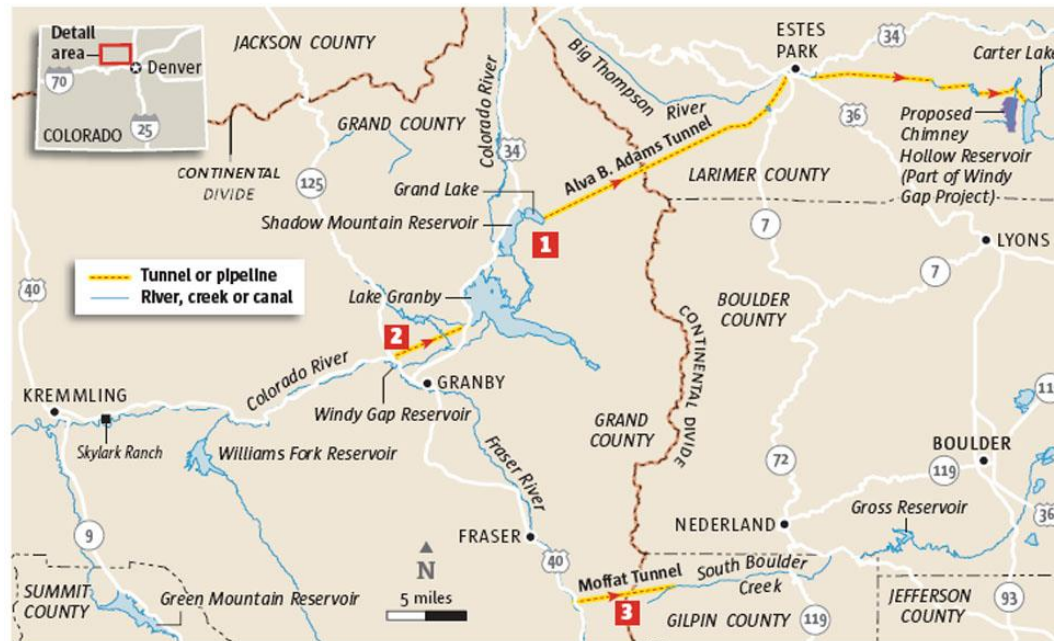 Detail
area
70
Denver
COLORADO
25
JACKSON COUNTY
CONTINENTAL
DIVIDE
GRAND COUNTY
125
Colorado River
34
Big Thompson
River
ESTES
PARK
34
Carter Lake
36
Proposed
Chimney
Hollow Reservoir
(Part of Windy
Gap Project)
Alva B. Adams Tunnel
LARIMER COUNTY
Grand Lake
Shadow Mountain Reservoir
1
7
LYONS
7
40
Tunnel or pipeline
River, creek or canal
Lake Granby
2
BOULDER
COUNTY
CONTINENTAL DIVIDE
Colorado River
GRANBY
Windy Gap Reservoir
KREMMLING
Skylark Ranch
Williams Fork Reservoir
GRAND
COUNTY
Fraser River
72
BOULDER
119
11
36
Gross Reservoir
NEDERLAND
9
FRASER
40
N
5 miles
Moffat Tunnel
3
South Boulder
Creek
GILPIN COUNTY
119
JEFFERSON
COUNTY
93
SUMMIT
COUNTY
Green Mountain Reservoir